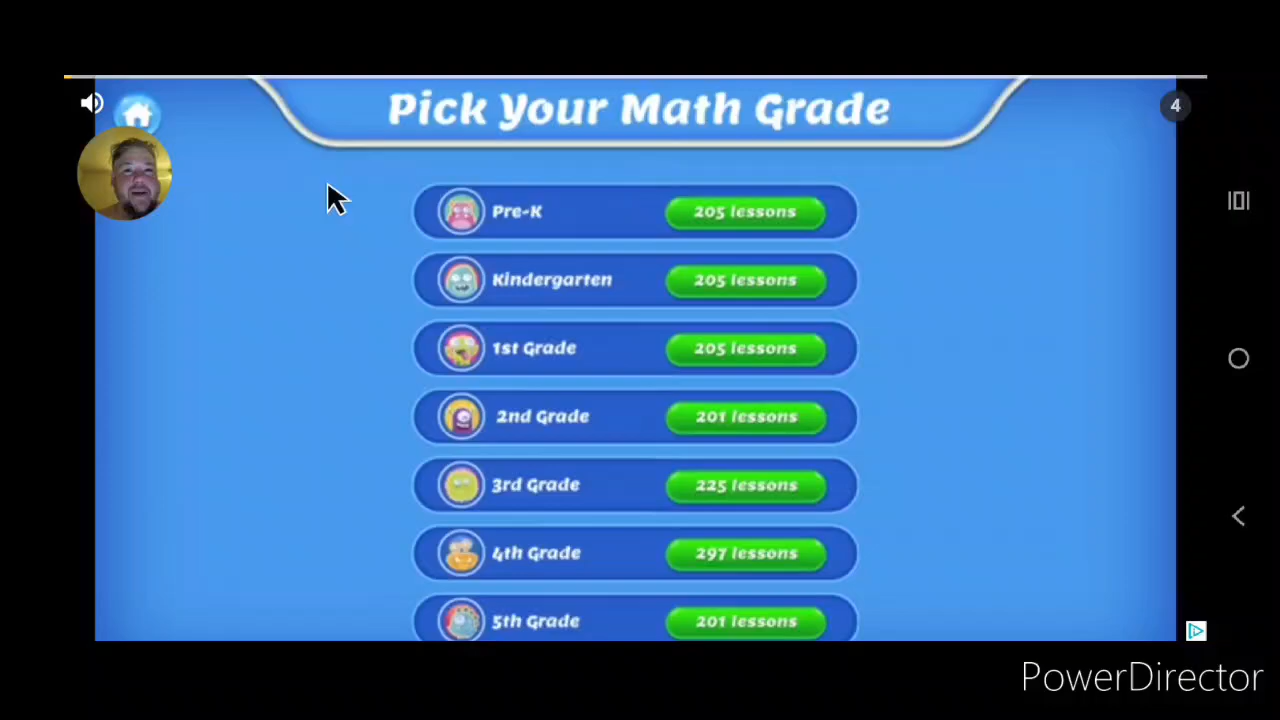 Pick Your Math Grade
4
Pre-K 205 lessons
Kindergarten 205 lessons
1st Grade 205 lessons
2nd Grade 201 lessons
3rd Grade 225 lessons
4th Grade 297 lessons
5th Grade 201 lessons
PowerDirector